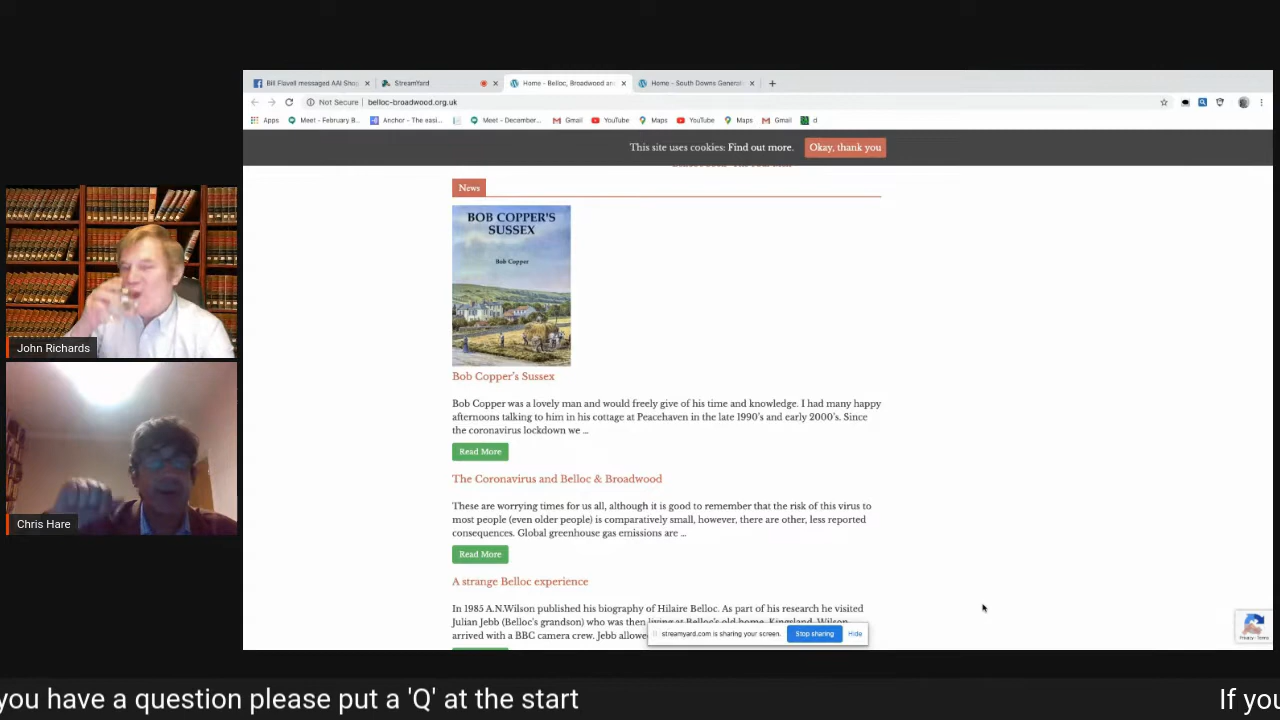 Bill Flavell messaged AAI Sho
StreamYard
Home - Belloc, Broadwood an
Home - South Downs General
Not Secure
belloc-broadwood.org.uk
Apps
Meet - February B...
Anchor - The easi...
Meet - December...
Gmail
YouTube
Maps
YouTube
Maps
Gmail
d
This site uses cookies: Find out more.
Okay, thank you
News
BOB COPPER'S
SUSSEX
Bob Copper
Bob Copper's Sussex
Bob Copper was a lovely man and would freely give of his time and knowledge. I had many happy
afternoons talking to him in his cottage at Peacehaven in the late 1990's and early 2000's. Since
the coronavirus lockdown we ...
Read More
The Coronavirus and Belloc & Broadwood
These are worrying times for us all, although it is good to remember that the risk of this virus to
most people (even older people) is comparatively small, however, there are other, less reported
consequences. Global greenhouse gas emissions are ...
Read More
A strange Belloc experience
In 1985 A.N.Wilson published his biography of Hilaire Belloc. As part of his research he visited
Julian Jebb (Belloc's grandson) who was then living at Belloc's old home, Kingsland. Wilson
arrived with a BBC camera crew. Jebb allowe
streamyard.com is sharing your screen.
Stop sharing
Hide
Privacy - Terms
John Richards
Chris Hare
you have a question please put a 'Q' at the start
If you